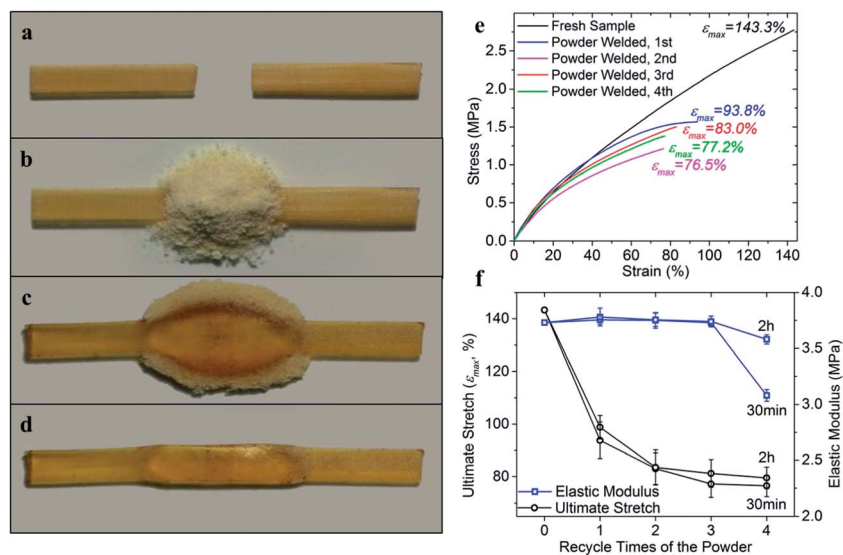 a
b
c
d
e
Fresh Sample
Powder Welded, 1st
Powder Welded, 2nd
Powder Welded, 3rd
Powder Welded, 4th
εmax=143.3%
εmax=93.8%
εmax=83.0%
εmax=77.2%
εmax=76.5%
Stress (MPa)
2.5
2.0
1.5
1.0
0.5
0.0
0 20 40 60 80 100 120 140
Strain (%)
f
Ultimate Stretch (εmax, %)
140
120
100
80
4.0
3.5
3.0
2.5
2.0
Elastic Modulus (MPa)
2h
30min
2h
30min
Elastic Modulus
Ultimate Stretch
0 1 2 3 4
Recycle Times of the Powder